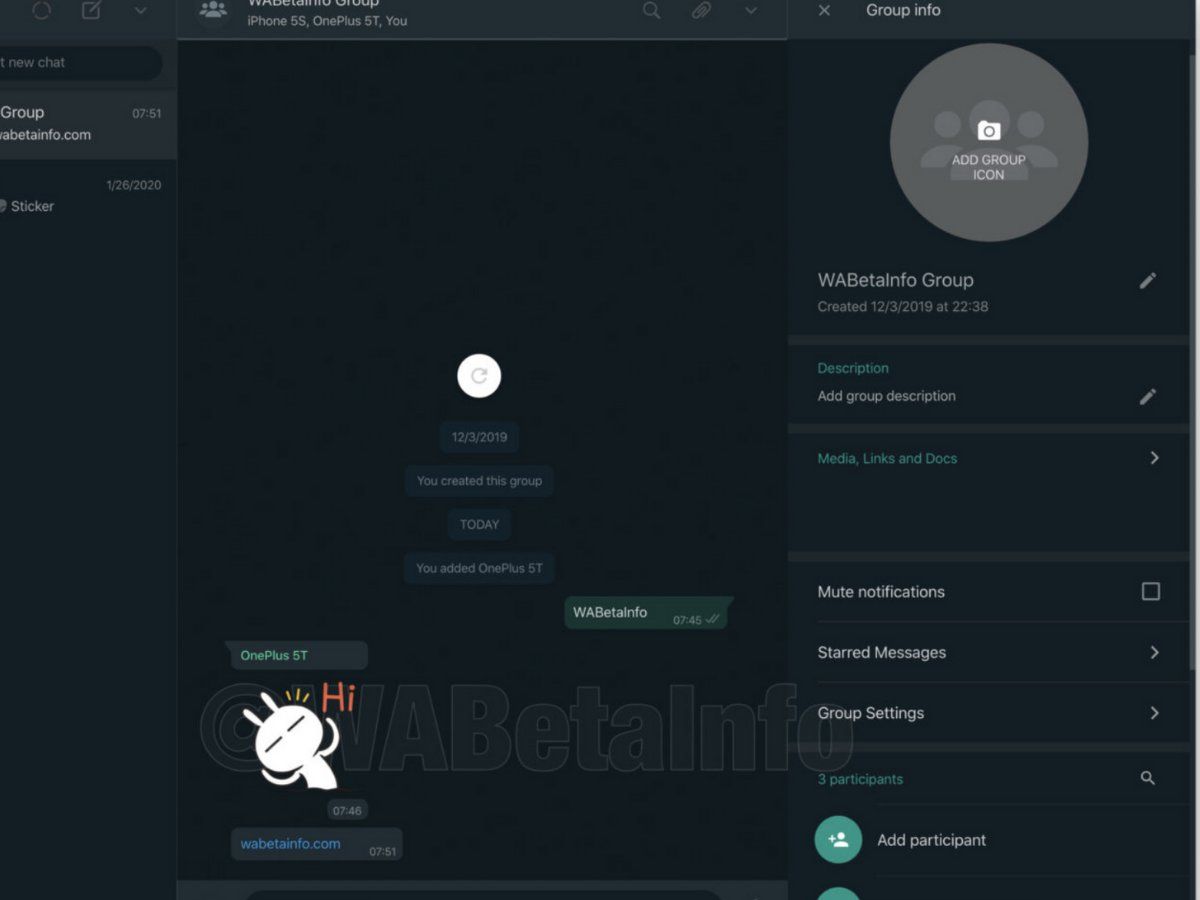 t new chat
Group
07:51
vabetainfo.com
1/26/2020
Sticker
WABetaInfo Group
iPhone 5S, OnePlus 5T, You
12/3/2019
You created this group
TODAY
You added OnePlus 5T
WABetaInfo
07:45
OnePlus 5T
Hi
07:46
wabetainfo.com
07:51
@WABetaInfo
Group info
ADD GROUP
ICON
WABetaInfo Group
Created 12/3/2019 at 22:38
Description
Add group description
Media, Links and Docs
Mute notifications
Starred Messages
Group Settings
3 participants
Add participant